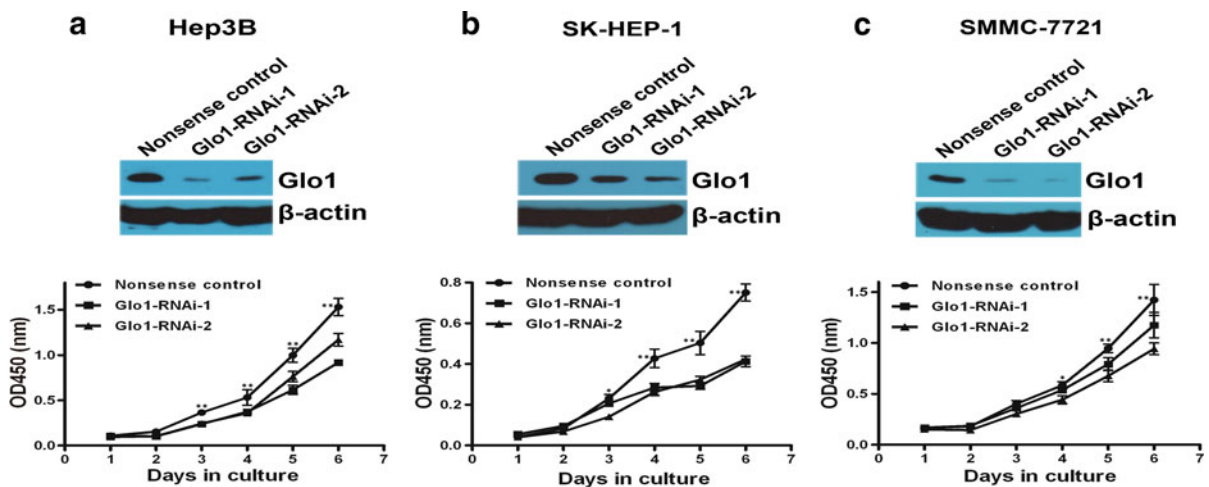 a Hep3B
Nonsense control
Glo1-RNAi-1
Glo1-RNAi-2
Glo1
β-actin
Nonsense control
Glo1-RNAi-1
Glo1-RNAi-2
OD450 (nm)
1.5
1.0
0.5
0.0
** ** ** **
0 1 2 3 4 5 6 7
Days in culture
b SK-HEP-1
Nonsense control
Glo1-RNAi-1
Glo1-RNAi-2
Glo1
β-actin
Nonsense control
Glo1-RNAi-1
Glo1-RNAi-2
OD450 (nm)
0.8
0.6
0.4
0.2
0.0
* ** ** **
0 1 2 3 4 5 6 7
Days in culture
c SMMC-7721
Nonsense control
Glo1-RNAi-1
Glo1-RNAi-2
Glo1
β-actin
Nonsense control
Glo1-RNAi-1
Glo1-RNAi-2
OD450 (nm)
1.5
1.0
0.5
0.0
* ** **
0 1 2 3 4 5 6 7
Days in culture